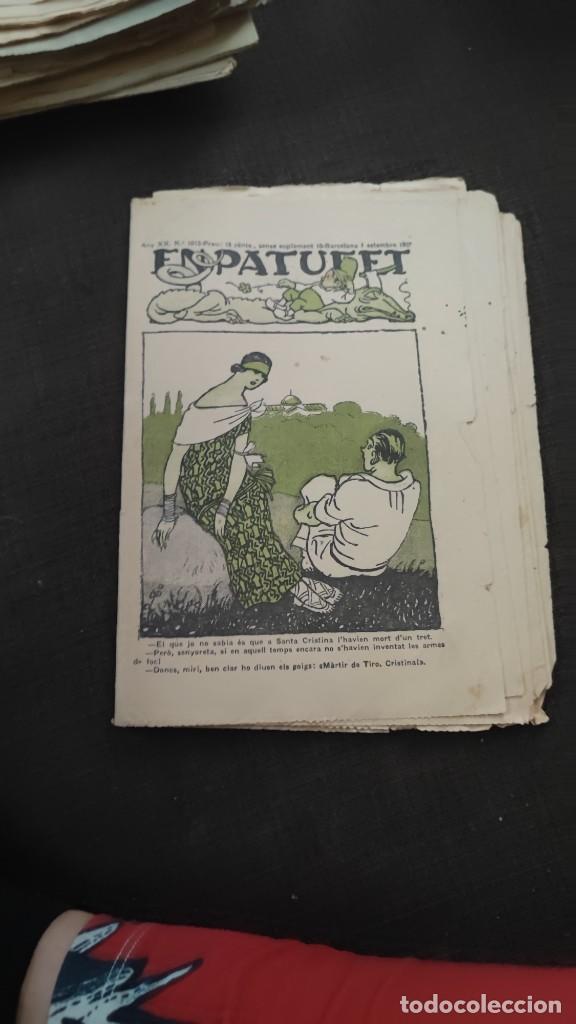 Any XX. N.º 1013-Preu: 15 cènts., sense suplement 10-Barcelona 1 setembre 192
EN PATUFET
—El que jo no sabia és que a Santa Cristina l'havien mort d'un tret.
—Però, senyoreta, si en aquell temps encara no s'havien inventat les armes
de foc!
—Doncs, miri, ben clar ho diuen els goigs: «Màrtir de Tiro, Cristina!».
todocoleccion